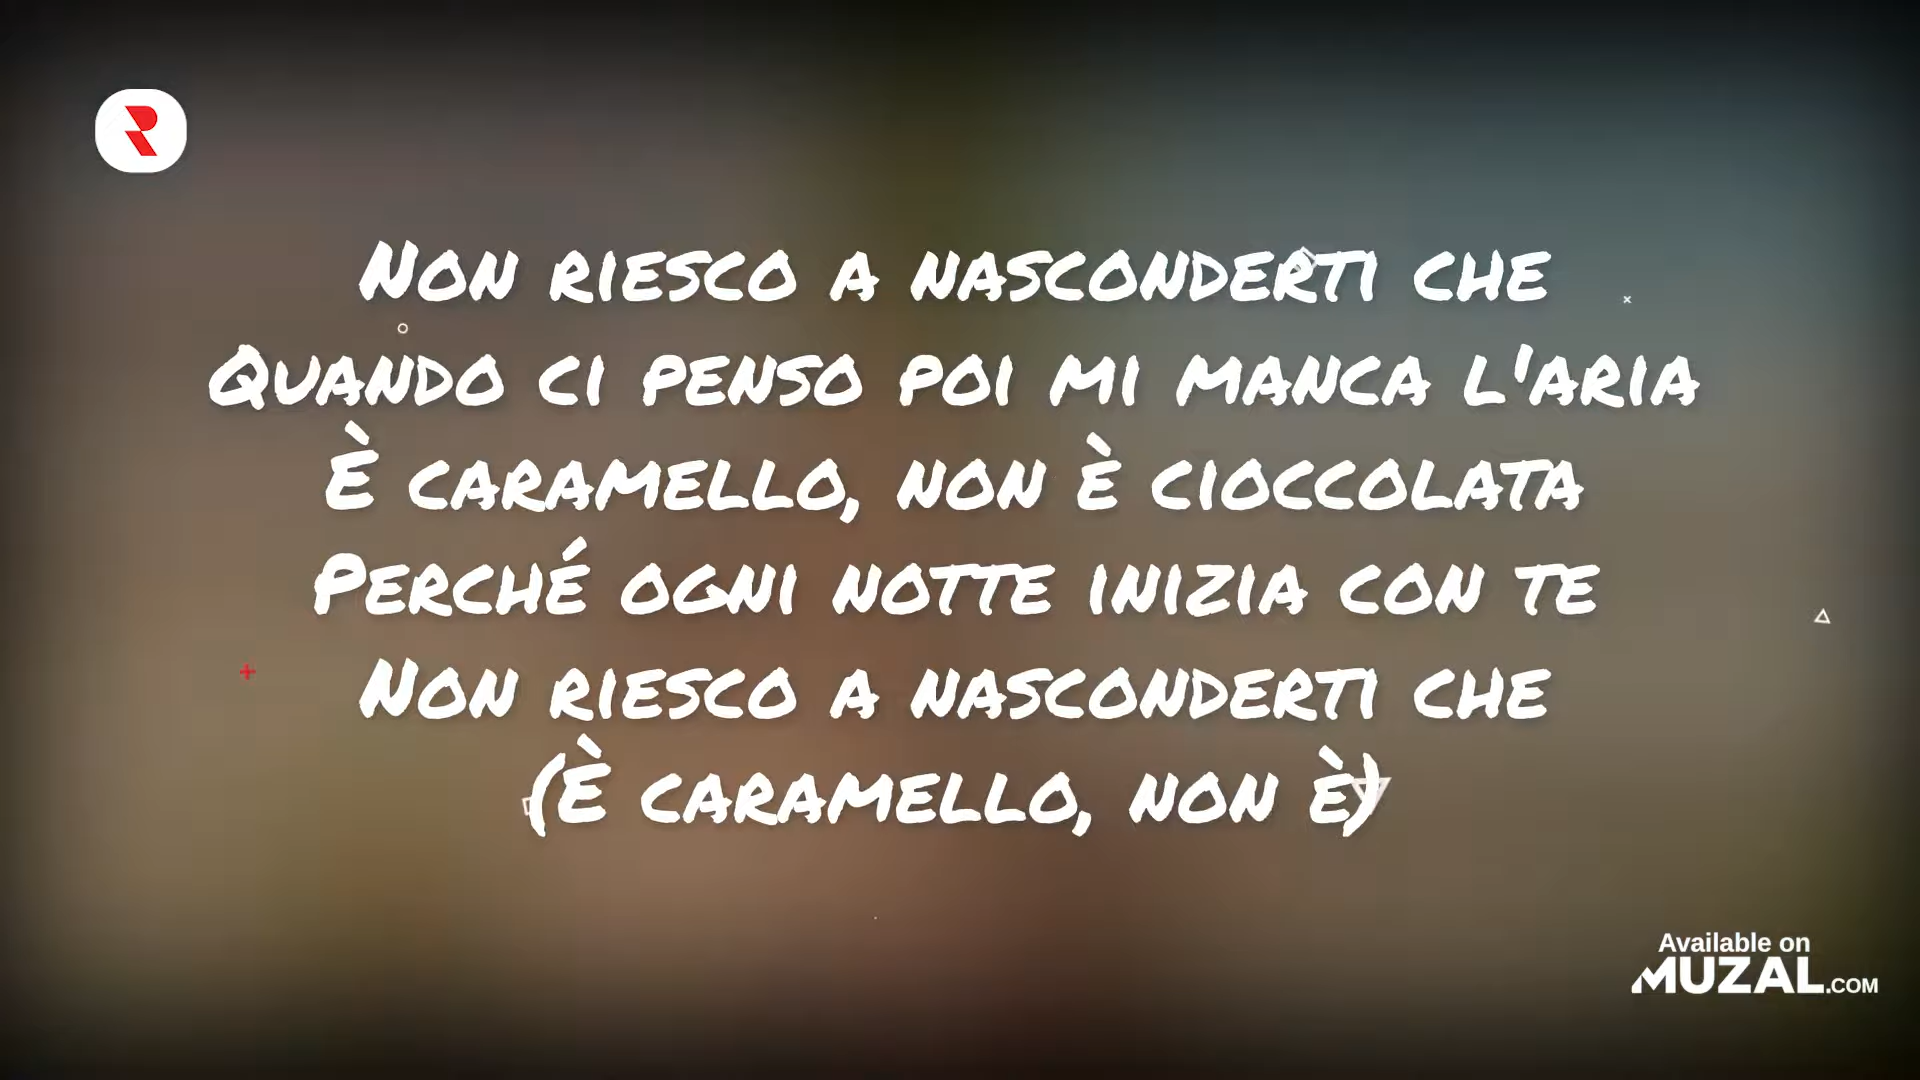 Non riesco a nasconderti che
Quando ci penso poi mi manca l'aria
È caramello, non è cioccolata
Perché ogni notte inizia con te
Non riesco a nasconderti che
(È caramello, non è)
R
Available on
MUZAL.COM